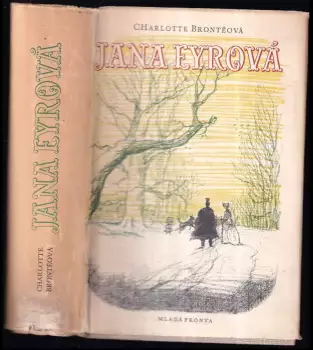 CHARLOTTE BRONTËOVÁ
JANA EYROVÁ
MLADÁ FRONTA
JANA EYROVÁ
CHARLOTTE
BRONTËOVÁ